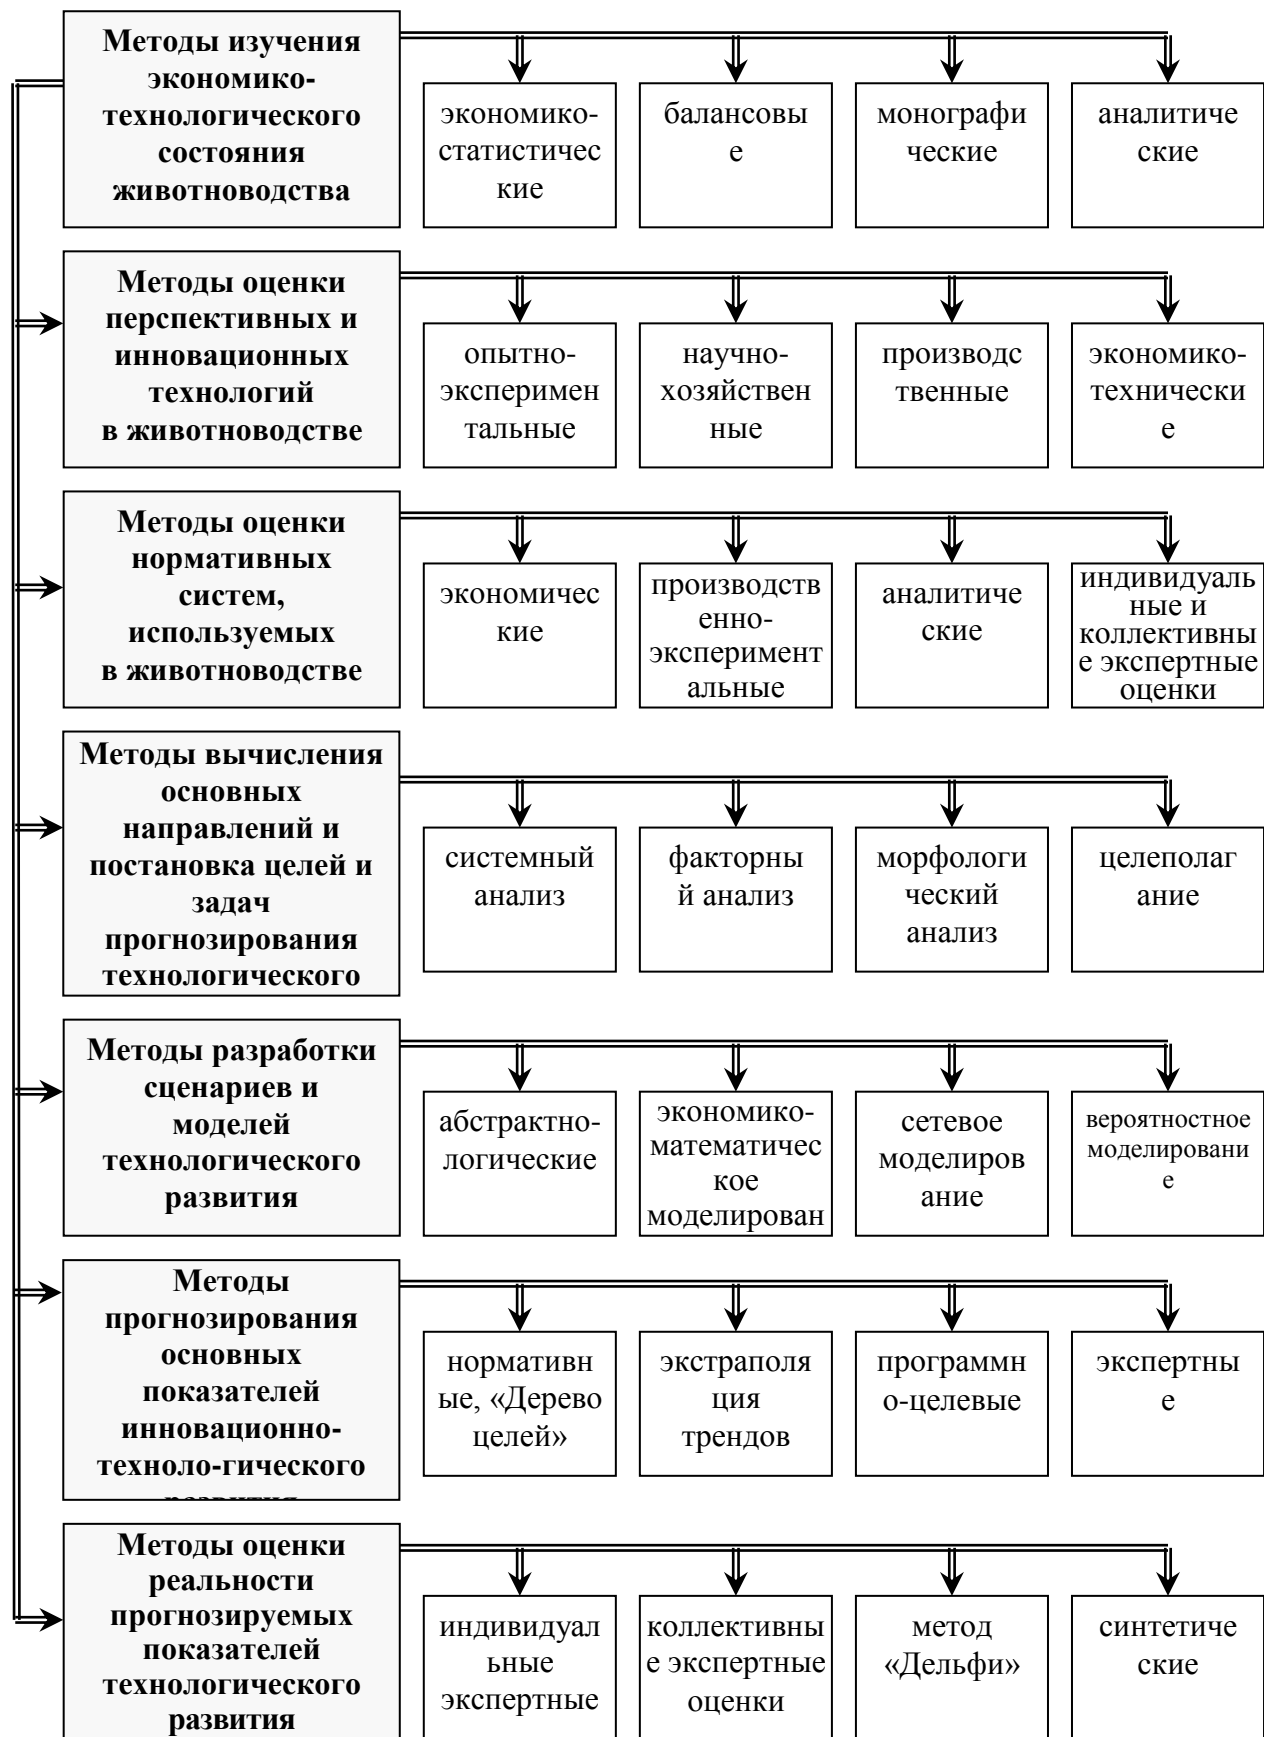 Методы изучения
экономико-
технологического
состояния
животноводства
экономико-
статистичес
кие
балансовы
е
монографи
ческие
аналитиче
ские
Методы оценки
перспективных и
инновационных
технологий
в животноводстве
опытно-
эксперимен
тальные
научно-
хозяйствен
ные
производс
твенные
экономико-
технически
е
Методы оценки
нормативных
систем,
используемых
в животноводстве
экономичес
кие
производств
енно-
эксперимент
альные
аналитиче
ские
индивидуаль
ные и
коллективны
е экспертные
оценки
Методы вычисления
основных
направлений и
постановка целей и
задач
прогнозирования
технологического
системный
анализ
факторны
й анализ
морфологи
ческий
анализ
целеполаг
ание
Методы разработки
сценариев и
моделей
технологического
развития
абстрактно-
логические
экономико-
математичес
кое
моделирован
сетевое
моделиров
ание
вероятностное
моделировани
е
Методы
прогнозирования
основных
показателей
инновационно-
техноло-гического
развития
нормативн
ые, «Дерево
целей»
экстраполя
ция
трендов
программн
о-целевые
экспертны
е
Методы оценки
реальности
прогнозируемых
показателей
технологического
развития
индивидуал
ьные
экспертные
коллективны
е экспертные
оценки
метод
«Дельфи»
синтетиче
ские